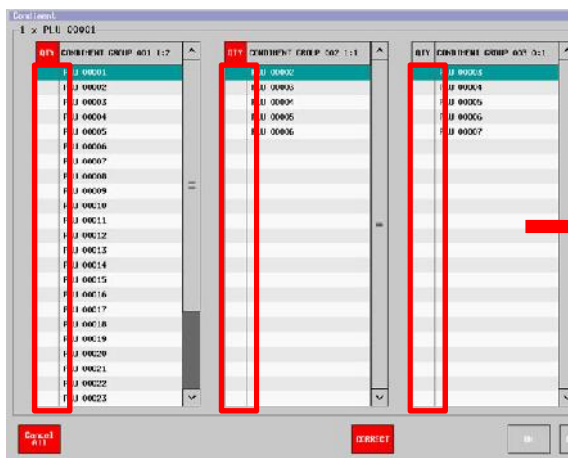 Condiment
1 x PLU 00001
QTY CONDIMENT GROUP 001 1:2
PLU 00001
PLU 00002
PLU 00003
PLU 00004
PLU 00005
PLU 00006
PLU 00007
PLU 00008
PLU 00009
PLU 00010
PLU 00011
PLU 00012
PLU 00013
PLU 00014
PLU 00015
PLU 00016
PLU 00017
PLU 00018
PLU 00019
PLU 00020
PLU 00021
PLU 00022
PLU 00023
QTY CONDIMENT GROUP 002 1:1
PLU 00002
PLU 00003
PLU 00004
PLU 00005
PLU 00006
QTY CONDIMENT GROUP 003 0:1
PLU 00003
PLU 00004
PLU 00005
PLU 00006
PLU 00007
Cancel
All
CORRECT